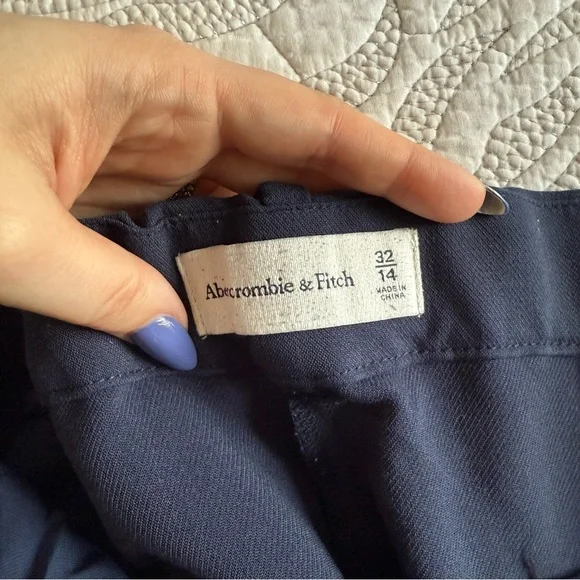 Abercrombie & Fitch
32
14
MADE IN
CHINA